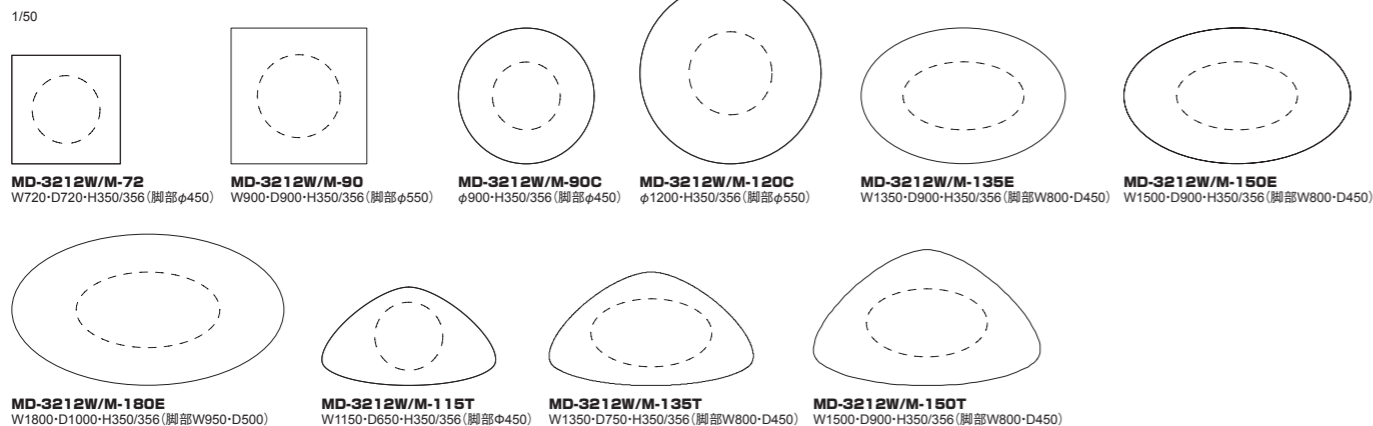 1/50
MD-3212W/M-72
W720・D720・H350/356（脚部φ450）
MD-3212W/M-90
W900・D900・H350/356（脚部φ550）
MD-3212W/M-90C
φ900・H350/356（脚部φ450）
MD-3212W/M-120C
φ1200・H350/356（脚部φ550）
MD-3212W/M-135E
W1350・D900・H350/356（脚部W800・D450）
MD-3212W/M-150E
W1500・D900・H350/356（脚部W800・D450）
MD-3212W/M-180E
W1800・D1000・H350/356（脚部W950・D500）
MD-3212W/M-115T
W1150・D650・H350/356（脚部Φ450）
MD-3212W/M-135T
W1350・D750・H350/356（脚部W800・D450）
MD-3212W/M-150T
W1500・D900・H350/356（脚部W800・D450）